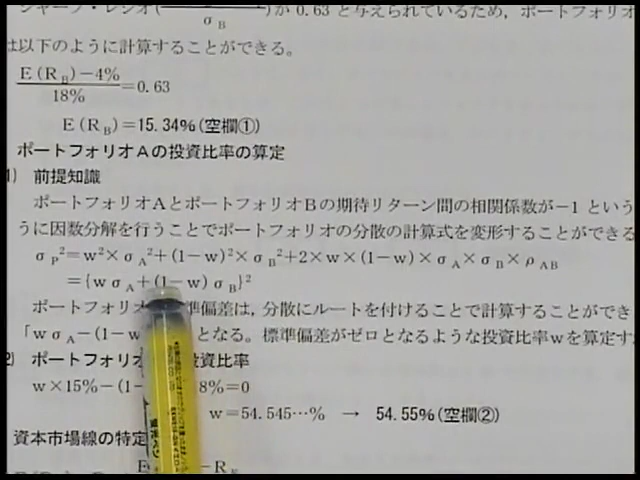 シャープ・レシオ( ―― )が 0.63 と与えられているため，ポートフォリオ
σ B
は以下のように計算することができる。
E(R B)−4%
18%
=0.63
E(R B)=15.34%(空欄①)
ポートフォリオAの投資比率の算定
1) 前提知識
ポートフォリオAとポートフォリオBの期待リターン間の相関係数が−1という
うに因数分解を行うことでポートフォリオの分散の計算式を変形することができる
σ P²=w²×σ A²+(1−w)²×σ B²+2×w×(1−w)×σ A×σ B×ρ AB
={wσ A+(1−w)σ B}²
ポートフォリオ 準偏差は，分散にルートを付けることで計算することができ
「wσ A−(1−w となる。標準偏差がゼロとなるような投資比率wを算定す
2) ポートフォリオ 投資比率
w×15%−(1− 8%=0
w=54.545…% → 54.55%(空欄②)
資本市場線の特定